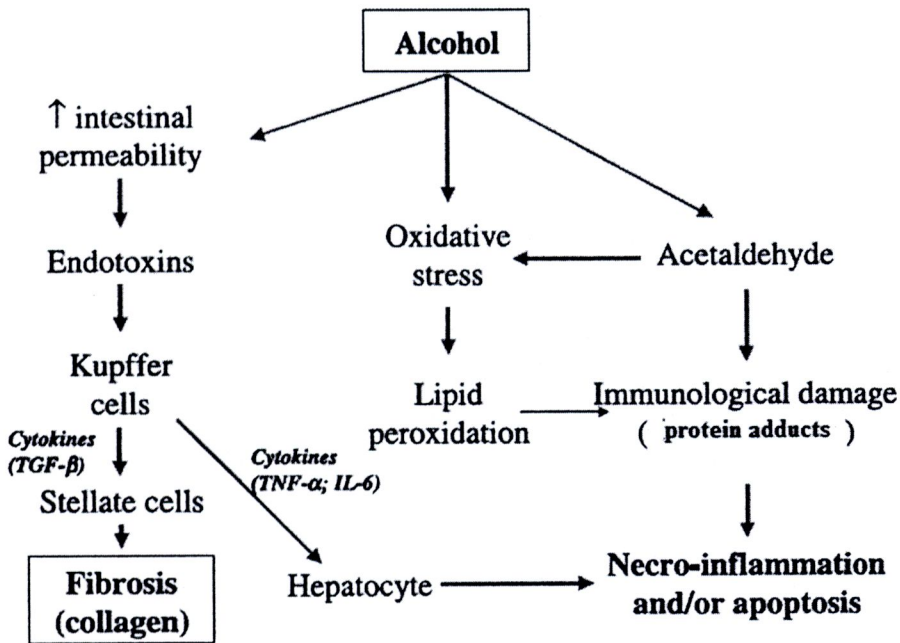 Alcohol
↑ intestinal
permeability
Endotoxins
Kupffer
cells
Cytokines
(TGF-β)
Stellate cells
Fibrosis
(collagen)
Cytokines
(TNF-α; IL-6)
Hepatocyte
Oxidative
stress
Lipid
peroxidation
Acetaldehyde
Immunological damage
( protein adducts )
Necro-inflammation
and/or apoptosis